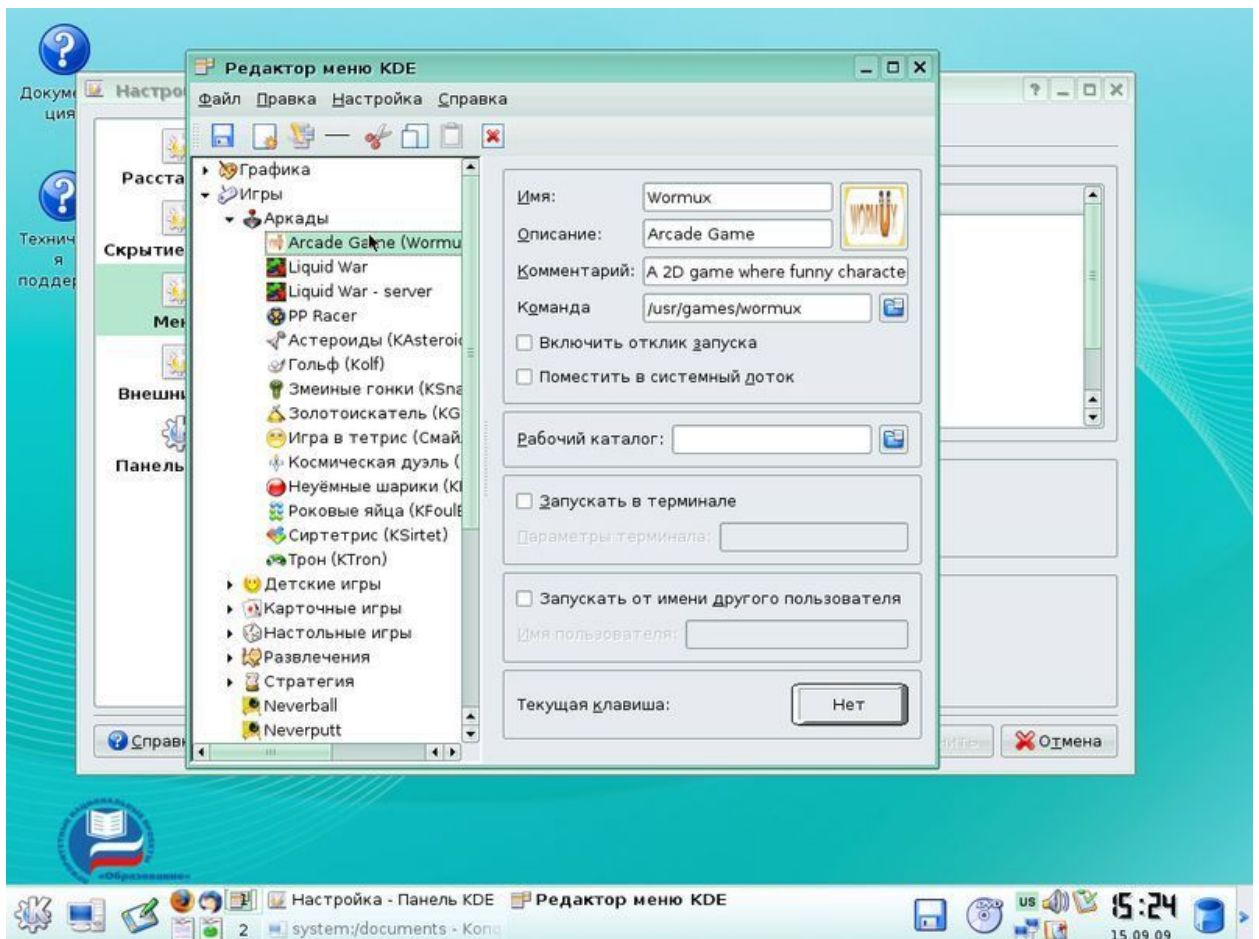 Докум
ция
Технич
я
поддер
Настро
Расста
Скрытие
Мен
Внешни
Панель
Справ
Отмена
Редактор меню KDE
Файл Правка Настройка Справка
Графика
Игры
Аркады
Arcade Game (Wormu
Liquid War
Liquid War - server
PP Racer
Астероиды (KAsteroid
Гольф (Kolf)
Змеиные гонки (KSna
Золотоискатель (KG
Игра в тетрис (Смай
Космическая дуэль (
Неуёмные шарики (K
Роковые яйца (KFoulE
Сиртетрис (KSirtet)
Трон (KTron)
Детские игры
Карточные игры
Настольные игры
Развлечения
Стратегия
Neverball
Neverputt
Имя: Wormux
WORMUX
Описание: Arcade Game
Комментарий: A 2D game where funny characte
Команда /usr/games/wormux
Включить отклик запуска
Поместить в системный лоток
Рабочий каталог:
Запускать в терминале
Параметры терминала:
Запускать от имени другого пользователя
Имя пользователя:
Текущая клавиша: Нет
«Образование»
Настройка - Панель KDE
Редактор меню KDE
2 system:/documents - Konq
US
15:24
15.09.09